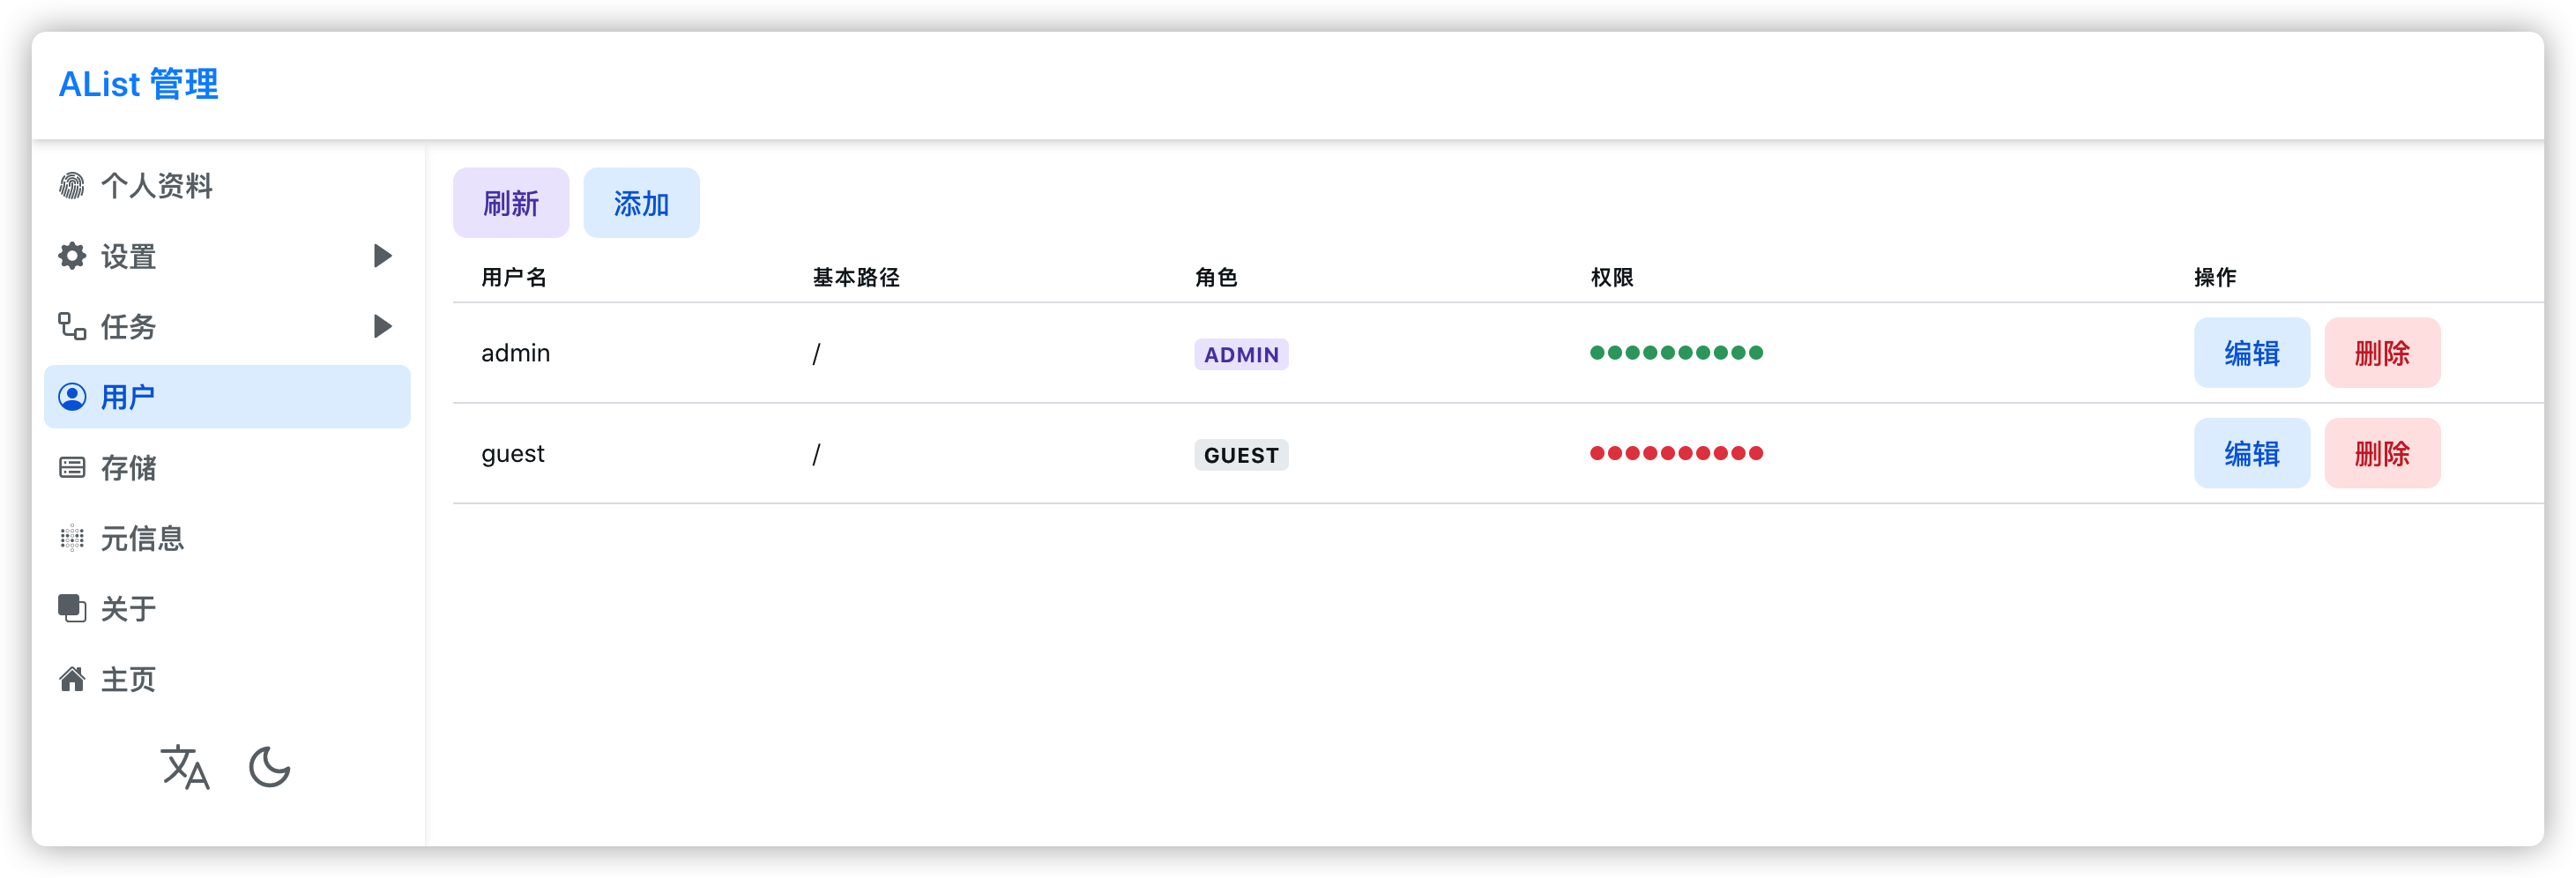 AList 管理
个人资料
设置
任务
用户
存储
元信息
关于
主页
刷新 添加
用户名 基本路径 角色 权限 操作
admin / ADMIN 编辑 删除
guest / GUEST 编辑 删除